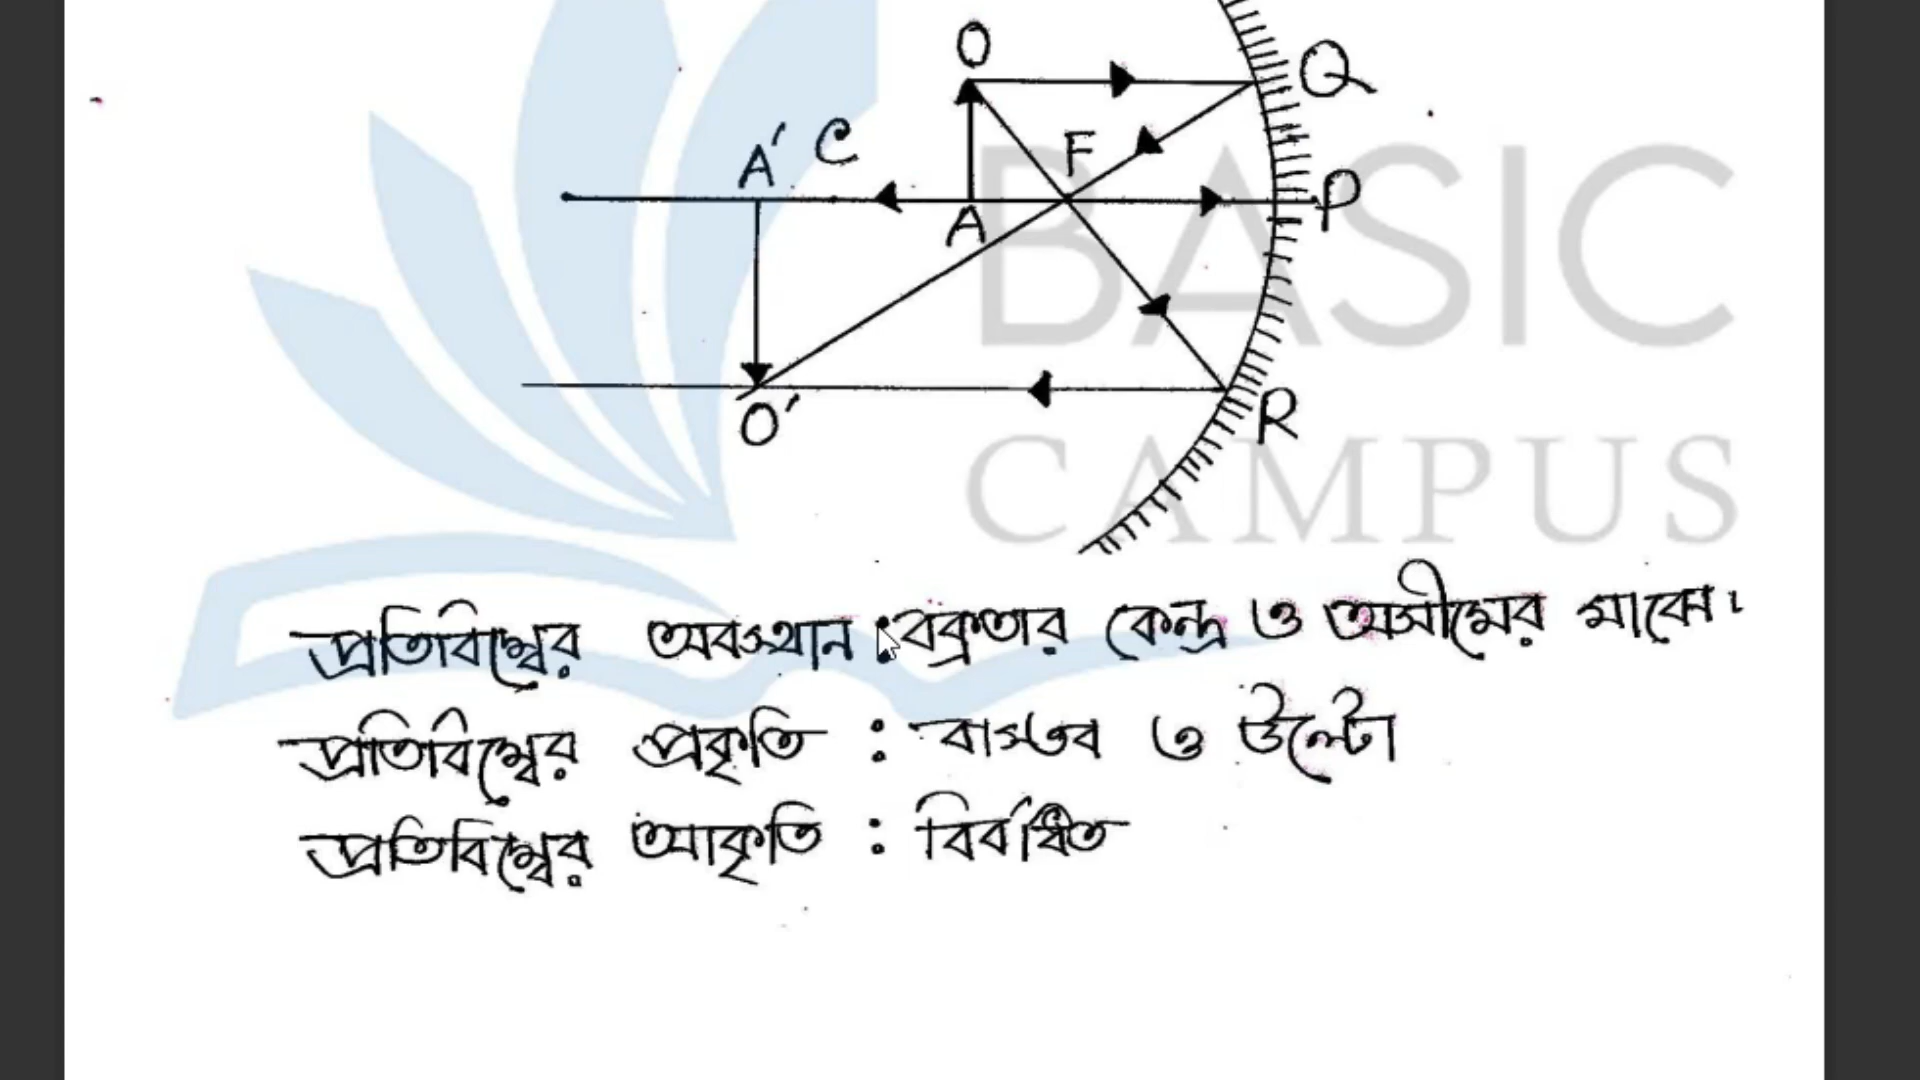 O
Q
A′ C
F
A
P
O′
R
BASIC
CAMPUS
প্রতিবিম্বের অবস্থান : বক্রতার কেন্দ্র ও অসীমের মাঝে।
প্রতিবিম্বের প্রকৃতি : বাস্তব ও উল্টো
প্রতিবিম্বের আকৃতি : বিবর্ধিত